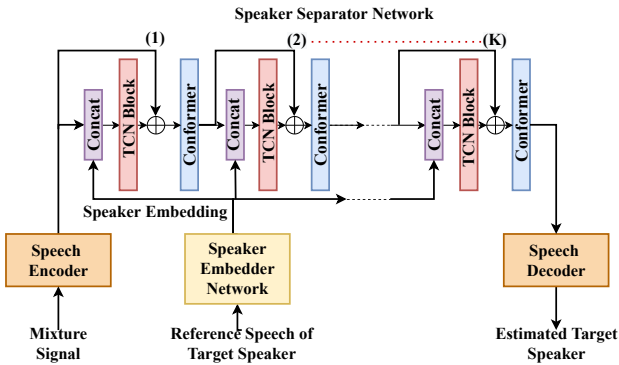 Speaker Separator Network
(1)
(2)
(K)
Concat
TCN Block
Conformer
Concat
TCN Block
Conformer
Concat
TCN Block
Conformer
Speaker Embedding
Speech
Encoder
Speaker
Embedder
Network
Speech
Decoder
Mixture
Signal
Reference Speech of
Target Speaker
Estimated Target
Speaker